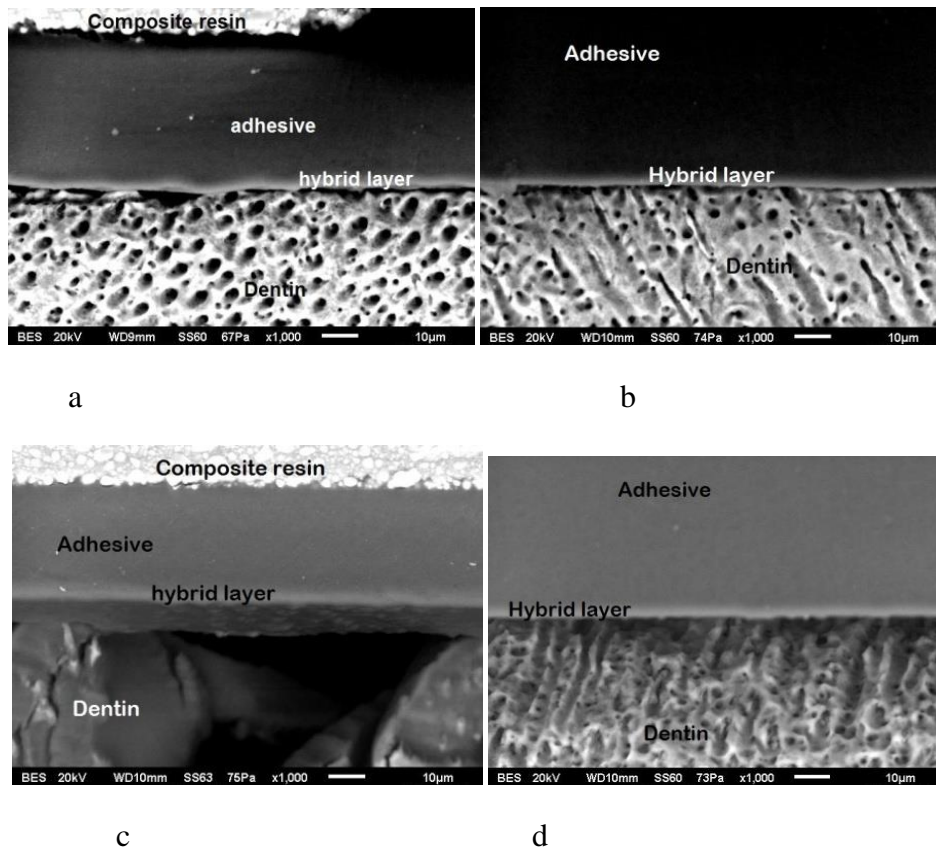 Composite resin
adhesive
hybrid layer
Dentin
BES 20kV WD9mm SS60 67Pa x1,000 10µm
Adhesive
Hybrid layer
Dentin
BES 20kV WD10mm SS60 74Pa x1,000 10µm
a
b
Composite resin
Adhesive
hybrid layer
Dentin
BES 20kV WD10mm SS63 75Pa x1,000 10µm
Adhesive
Hybrid layer
Dentin
BES 20kV WD10mm SS60 73Pa x1,000 10µm
c
d